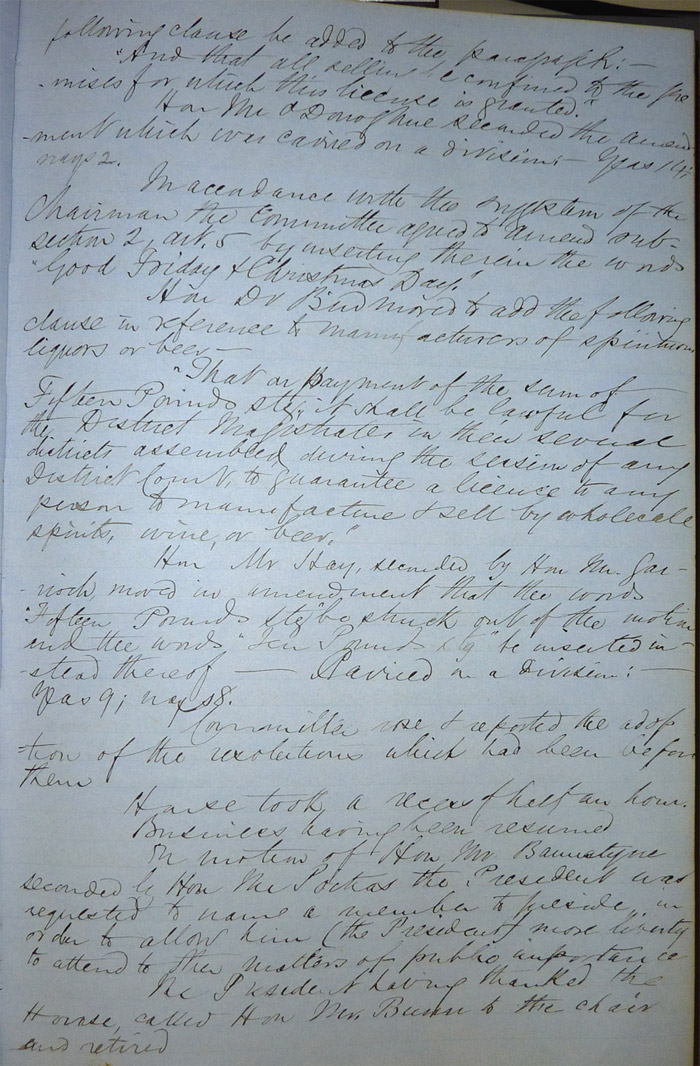 following clause be added to the paragraph:—
"And that all selling be confined to the pre
-mises for which this license is granted."
Hon Mr O'Donoghue seconded the amend
-ment which was carried on a division:— Yeas 14;
nays 2.
In accordance with the of the
Chairman the Committee agreed to amend sub-
section 2, art. 5 by inserting therein the words
"Good Friday & Christmas Day."
Hon Dr Bird moved to add the following
clause in reference to manufacturers of spirituous
liquors or beer—
"That on payment of the sum of
Fifteen Pounds stg, it shall be lawful for
the District Magistrates in their several
districts assembled during the session of any
District Court, to guarantee a licence to any
person to manufacture & sell by wholesale
spirits, wine, or beer."
Hon Mr Hay, seconded by Hon Mr. Gar-
-rioch, moved in amendment that the words
"Fifteen Pounds stg" be struck out of the motion
and the words "Ten Pounds stg" be inserted in-
-stead thereof — Carried on a division:—
Yeas 9; nays 8.
Committee rose & reported the adop
-tion of the resolutions which had been before
them
House took a recess of half an hour.
Business having been resumed
On motion of Hon Mr Bannatyne
seconded by Hon Mr Poitras the President was
requested to name a member to preside in
order to allow him (the President) more liberty
to attend to other matters of public importance
The President having thanked the
House, called Hon Mr. Bunn to the chair
and retired